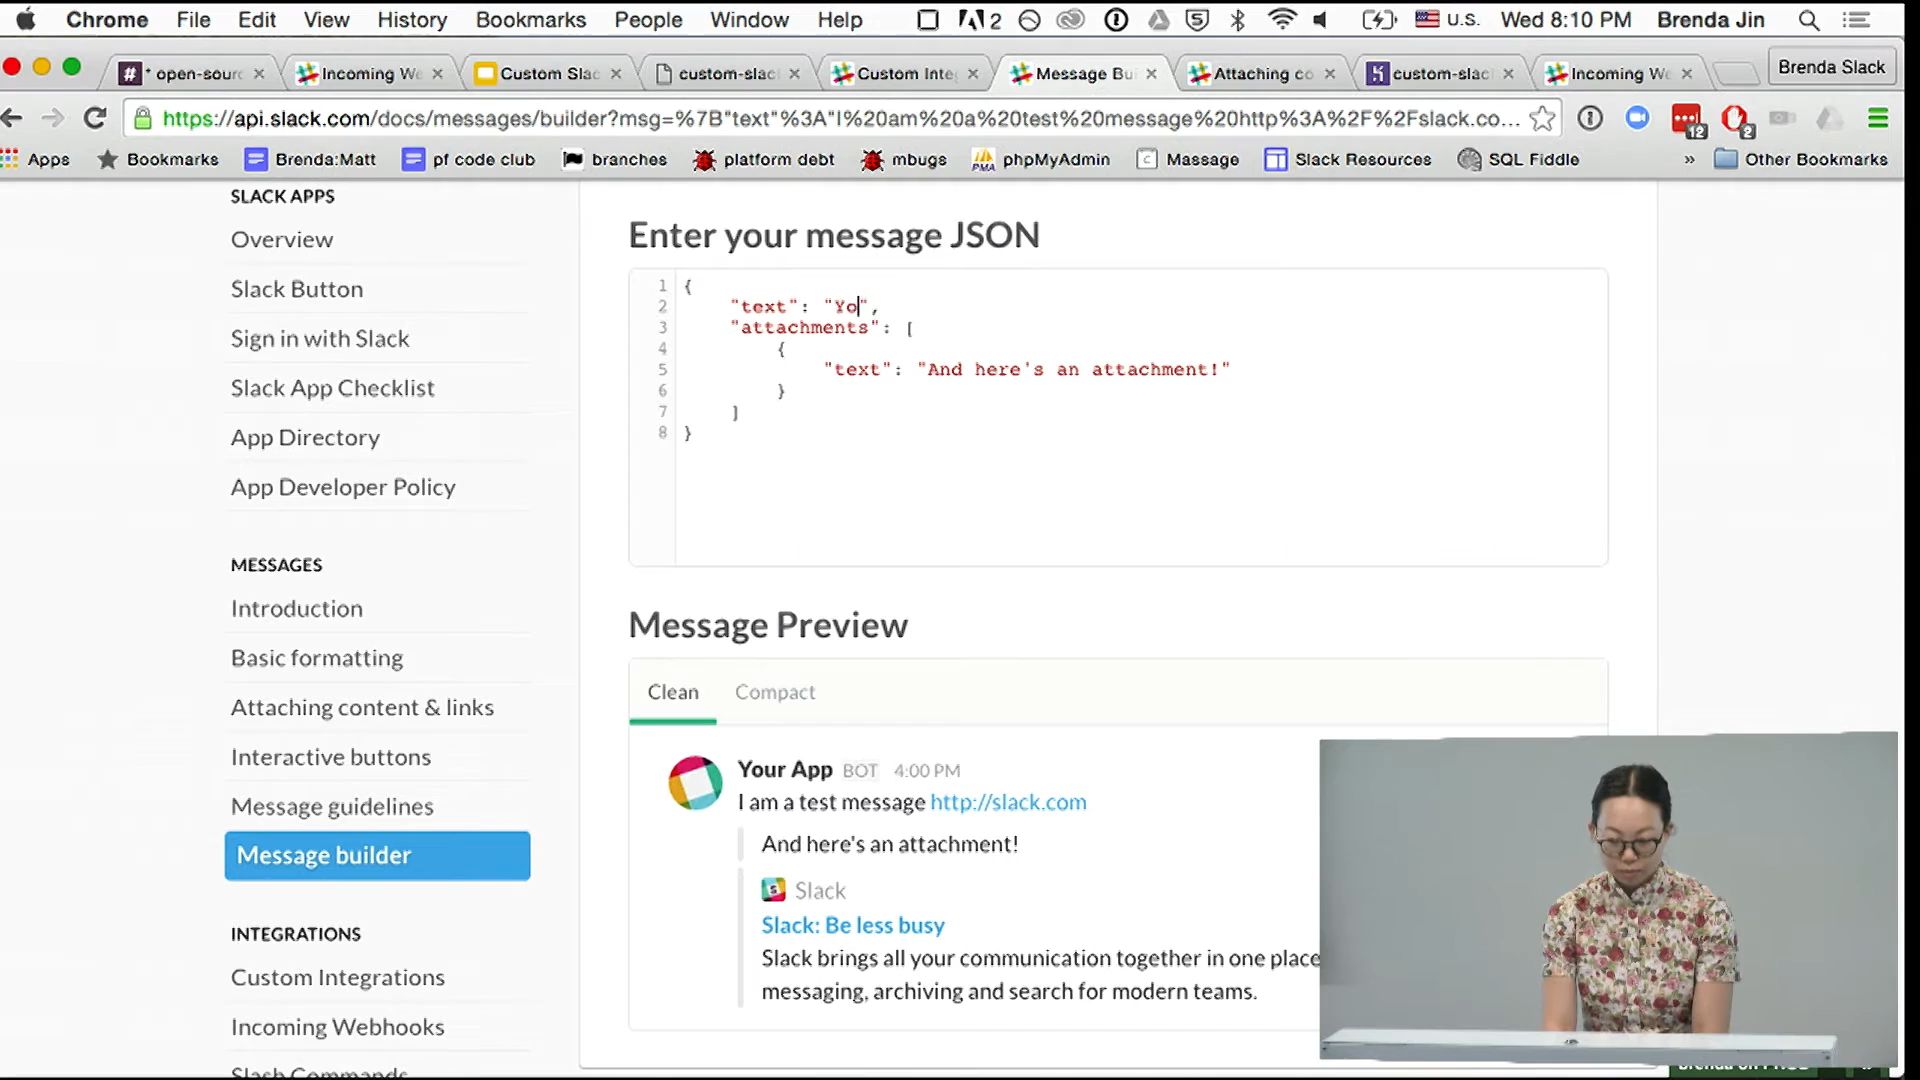 Chrome File Edit View History Bookmarks People Window Help 2 U.S. Wed 8:10 PM Brenda Jin
* open-sourc Incoming We Custom Slac custom-slac Custom Inte Message Bui Attaching co custom-slac Incoming We Brenda Slack
https://api.slack.com/docs/messages/builder?msg=%7B"text"%3A"I%20am%20a%20test%20message%20http%3A%2F%2Fslack.co... 12 2
Apps Bookmarks Brenda:Matt pf code club branches platform debt mbugs phpMyAdmin Massage Slack Resources SQL Fiddle » Other Bookmarks
SLACK APPS
Overview
Slack Button
Sign in with Slack
Slack App Checklist
App Directory
App Developer Policy
MESSAGES
Introduction
Basic formatting
Attaching content & links
Interactive buttons
Message guidelines
Message builder
INTEGRATIONS
Custom Integrations
Incoming Webhooks
Slash Commands
Enter your message JSON
1 {
2 "text": "Yo",
3 "attachments": [
4 {
5 "text": "And here's an attachment!"
6 }
7 ]
8 }
Message Preview
Clean Compact
Your App BOT 4:00 PM
I am a test message http://slack.com
And here's an attachment!
Slack
Slack: Be less busy
Slack brings all your communication together in one place
messaging, archiving and search for modern teams.